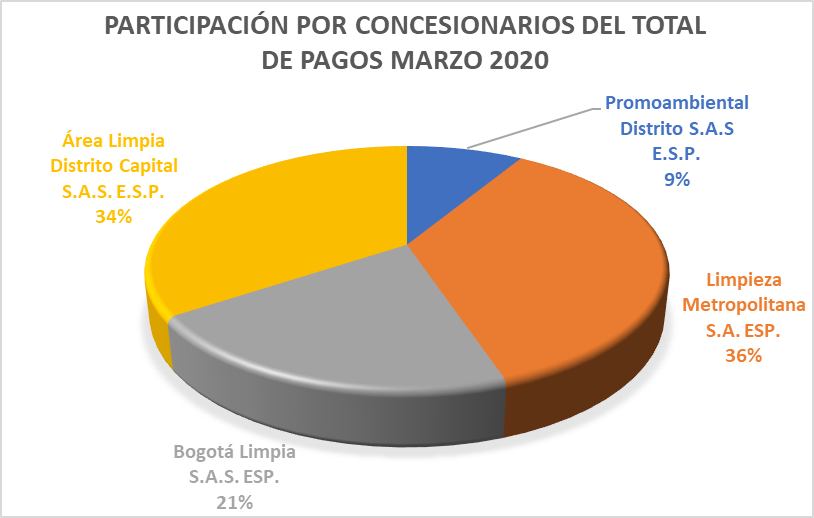 PARTICIPACIÓN POR CONCESIONARIOS DEL TOTAL
DE PAGOS MARZO 2020
Promoambiental
Distrito S.A.S
E.S.P.
9%
Área Limpia
Distrito Capital
S.A.S. E.S.P.
34%
Limpieza
Metropolitana
S.A. ESP.
36%
Bogotá Limpia
S.A.S. ESP.
21%